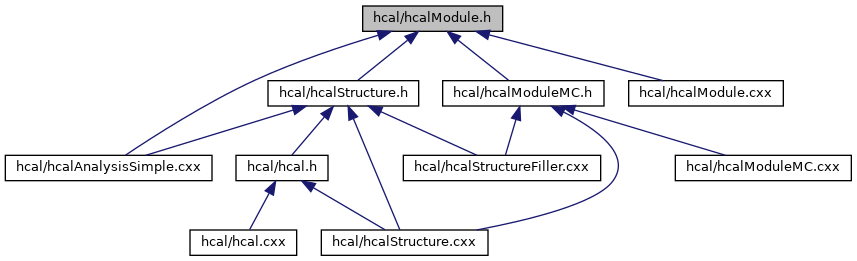 hcal/hcalModule.h
hcal/hcalStructure.h
hcal/hcalModuleMC.h
hcal/hcalModule.cxx
hcal/hcalAnalysisSimple.cxx
hcal/hcal.h
hcal/hcalStructureFiller.cxx
hcal/hcalModuleMC.cxx
hcal/hcal.cxx
hcal/hcalStructure.cxx